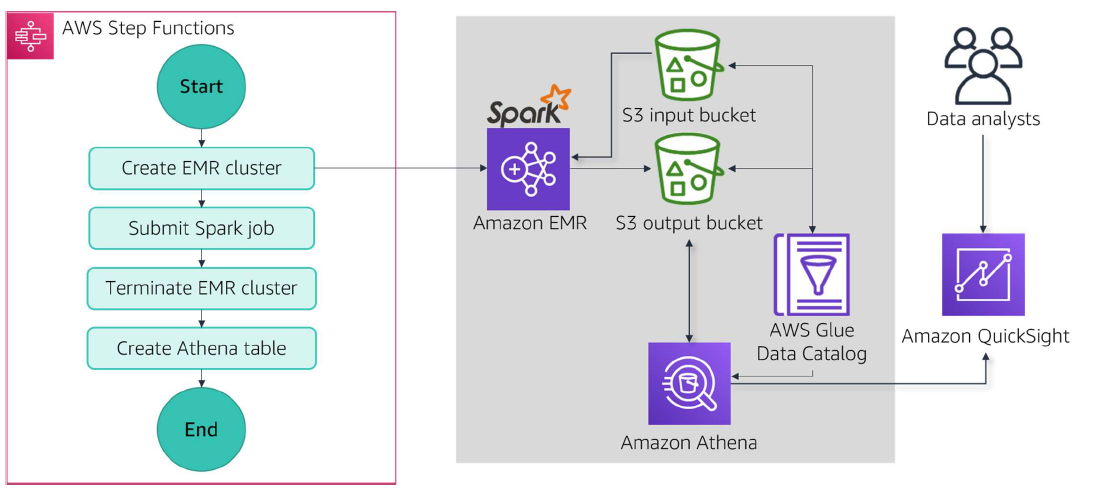 AWS Step Functions
Start
Create EMR cluster
Submit Spark job
Terminate EMR cluster
Create Athena table
End
Spark
Amazon EMR
S3 input bucket
S3 output bucket
AWS Glue
Data Catalog
Amazon Athena
Data analysts
Amazon QuickSight